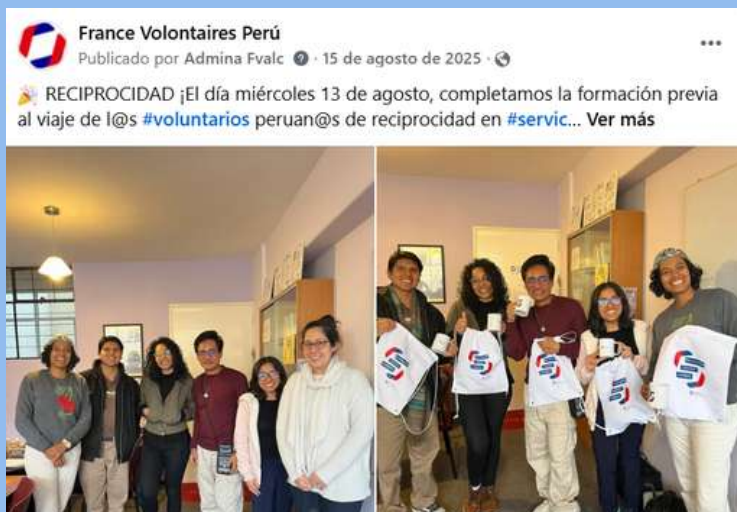 France Volontaires Perú
Publicado por Admina Fvalc · 15 de agosto de 2025 ·
🎉 RECIPROCIDAD ¡El día miércoles 13 de agosto, completamos la formación previa
al viaje de l@s #voluntarios peruan@s de reciprocidad en #servic... Ver más